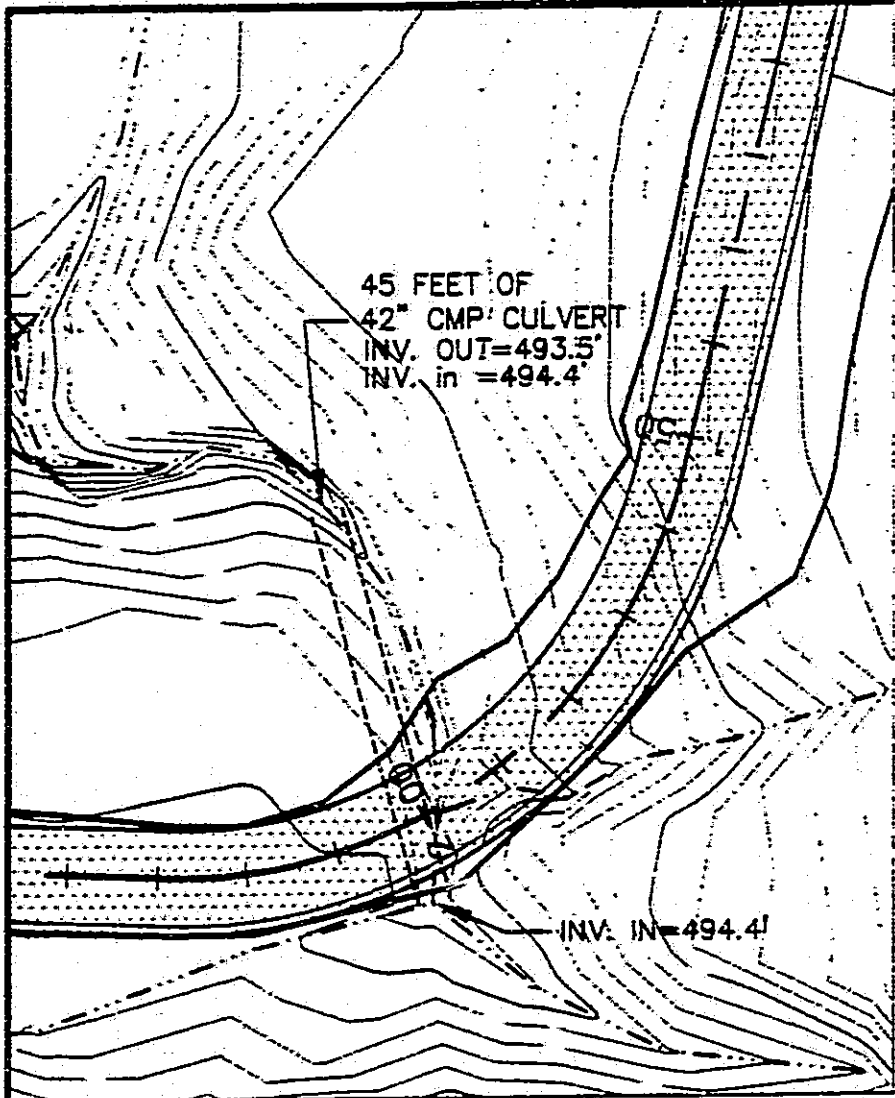 45 FEET OF
42" CMP CULVERT
INV. OUT=493.5'
INV. in =494.4'
INV. IN=494.4'